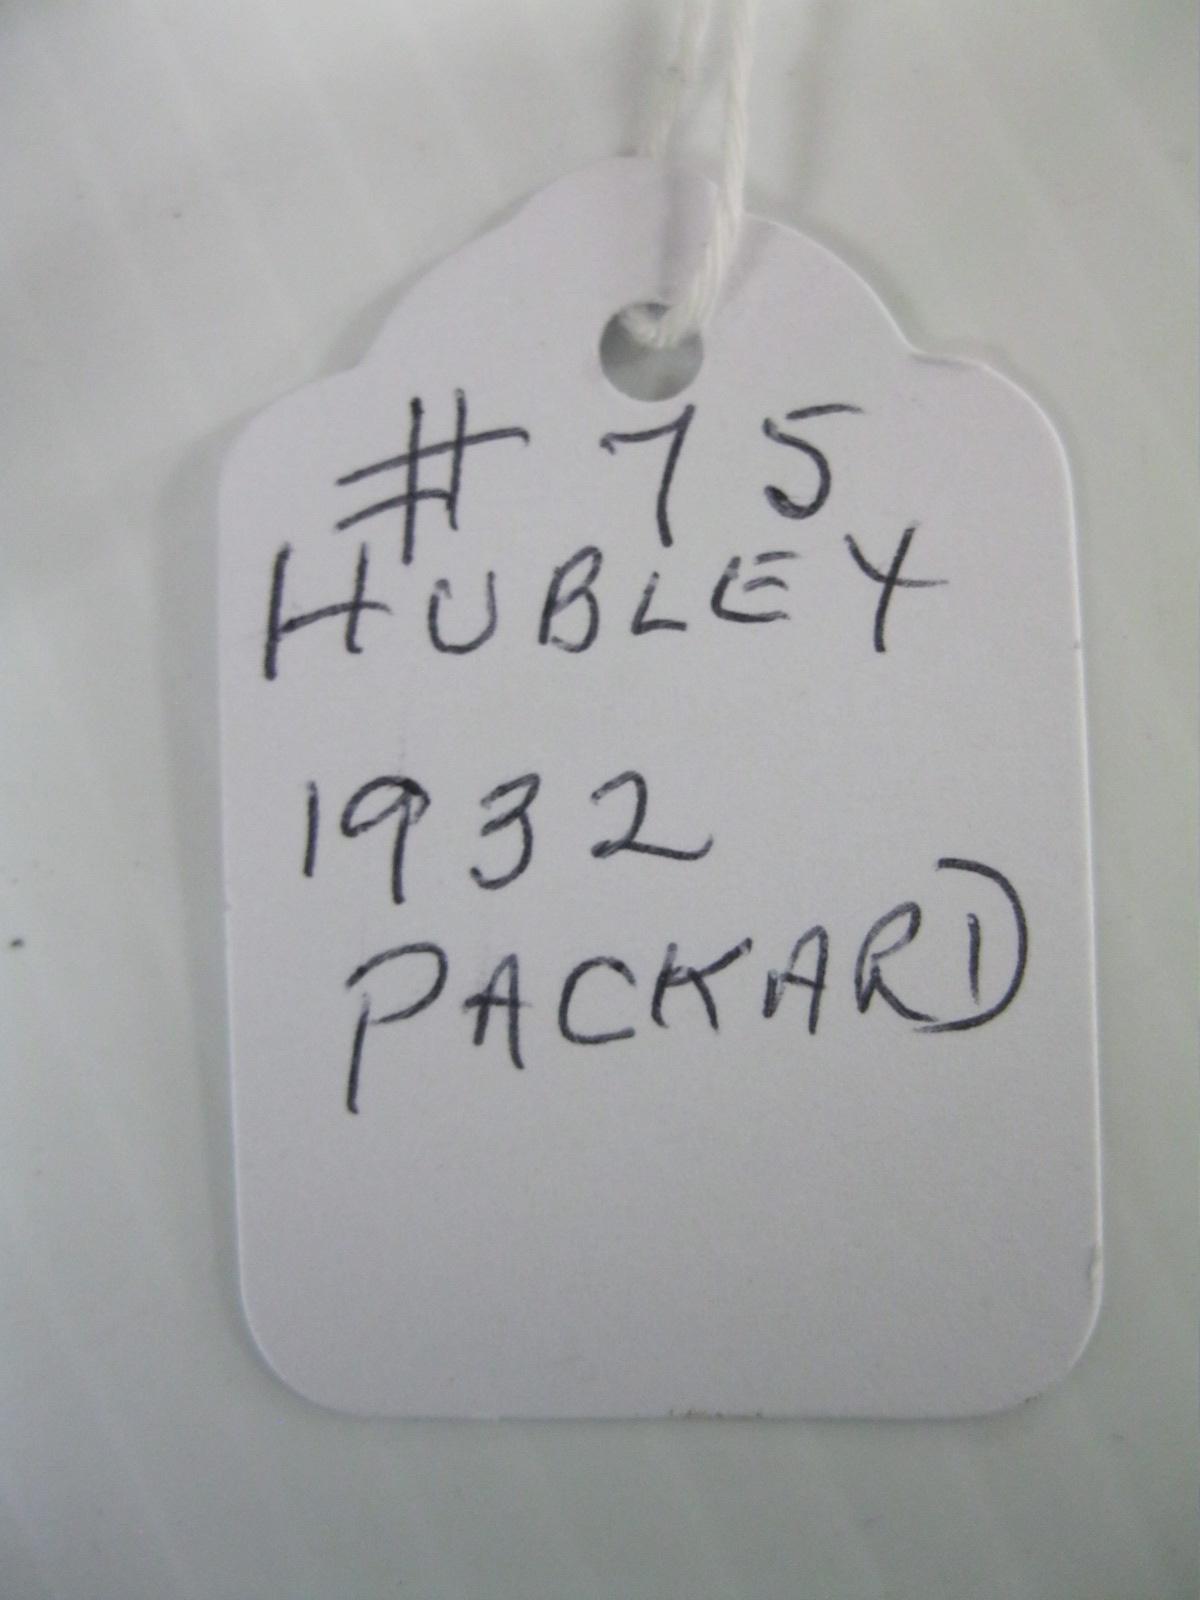 # 75
HUBLEY
1932
PACKARD